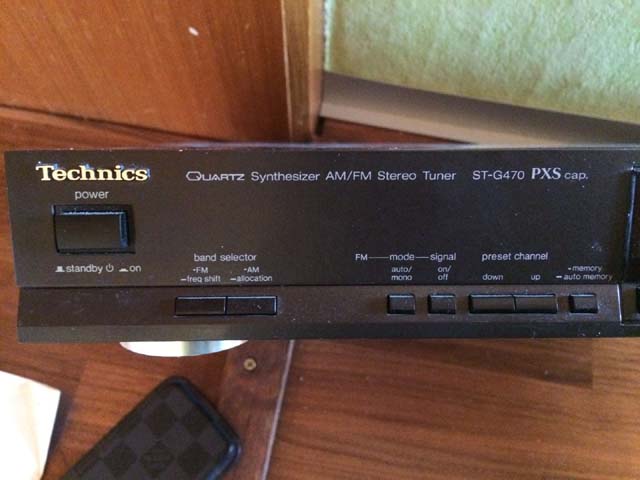 Technics
QUARTZ Synthesizer AM/FM Stereo Tuner ST-G470 PXS cap.
power
standby on
band selector
-FM -AM
-freq shift -allocation
FM mode signal
auto/ mono
on/ off
preset channel
down up
-memory
-auto memory